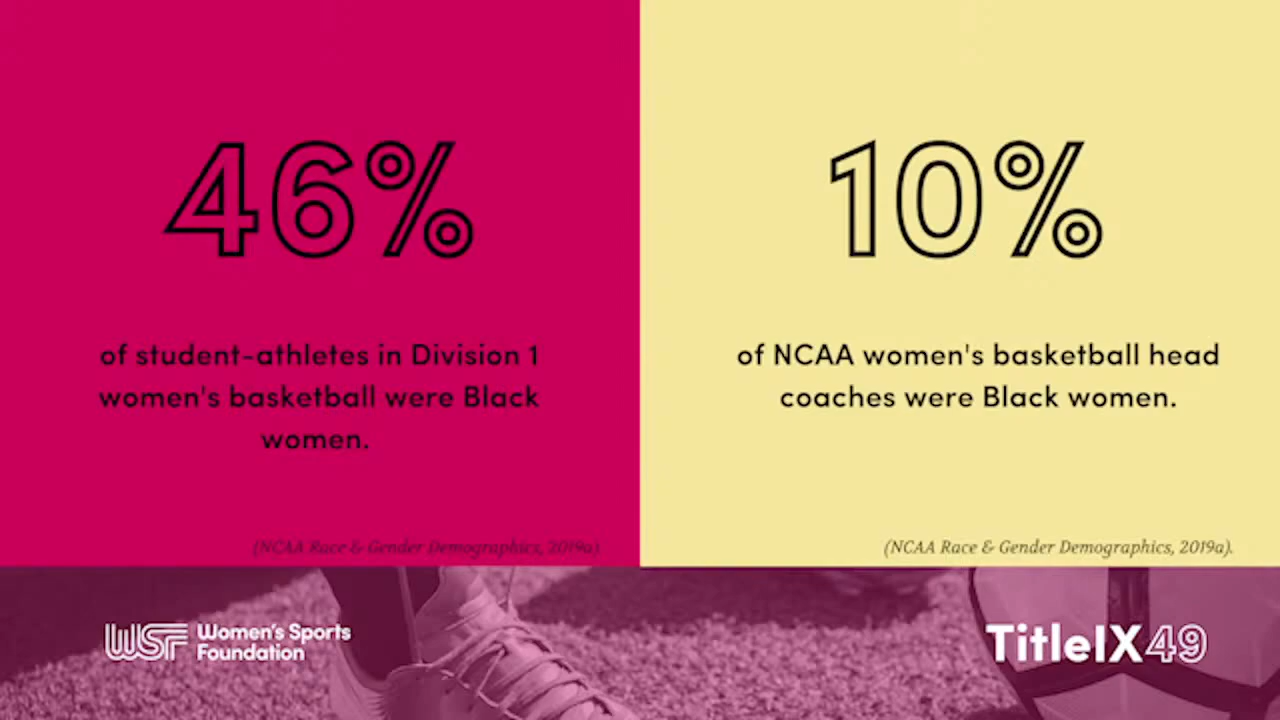 46%
of student-athletes in Division 1
women's basketball were Black
women.
(NCAA Race & Gender Demographics, 2019a)
10%
of NCAA women's basketball head
coaches were Black women.
(NCAA Race & Gender Demographics, 2019a).
WSF Women's Sports
Foundation
TitleIX49